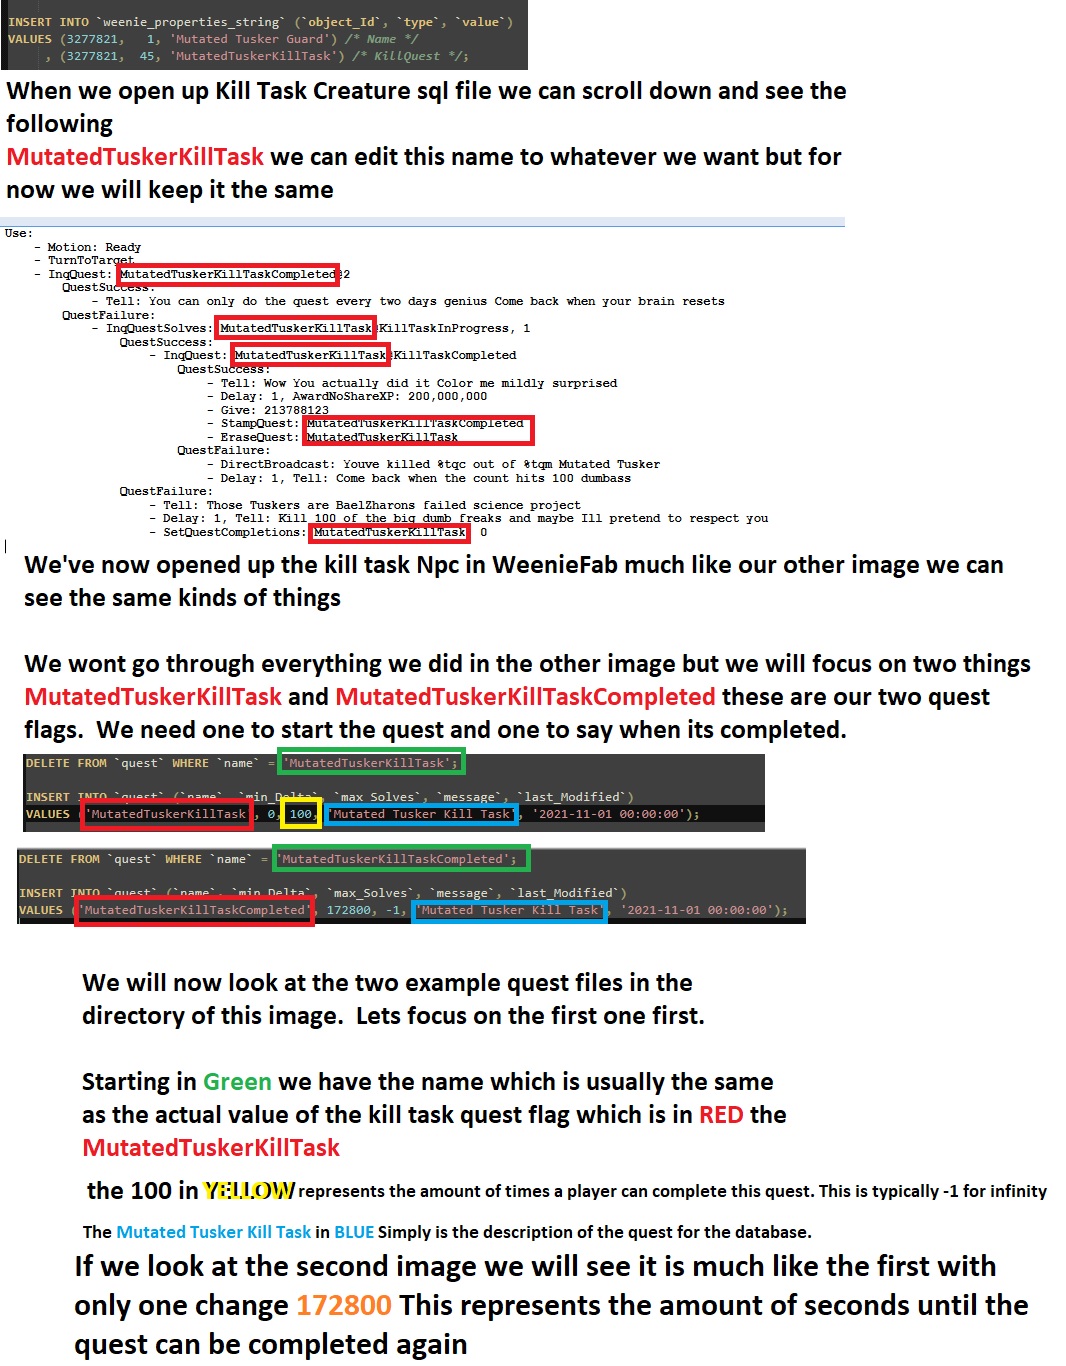 INSERT INTO `weenie_properties_string` (`object_Id`, `type`, `value`)
VALUES (3277821,   1, 'Mutated Tusker Guard') /* Name */
     , (3277821,  45, 'MutatedTuskerKillTask') /* KillQuest */;
When we open up Kill Task Creature sql file we can scroll down and see the
following
MutatedTuskerKillTask we can edit this name to whatever we want but for
now we will keep it the same
Use:
- Motion: Ready
- TurnToTarget
- InqQuest: MutatedTuskerKillTaskCompleted@2
QuestSuccess:
- Tell: You can only do the quest every two days genius Come back when your brain resets
QuestFailure:
- InqQuestSolves: MutatedTuskerKillTask@KillTaskInProgress, 1
QuestSuccess:
- InqQuest: MutatedTuskerKillTask@KillTaskCompleted
QuestSuccess:
- Tell: Wow You actually did it Color me mildly surprised
- Delay: 1, AwardNoShareXP: 200,000,000
- Give: 213788123
- StampQuest: MutatedTuskerKillTaskCompleted
- EraseQuest: MutatedTuskerKillTask
QuestFailure:
- DirectBroadcast: Youve killed %tqc out of %tqm Mutated Tusker
- Delay: 1, Tell: Come back when the count hits 100 dumbass
QuestFailure:
- Tell: Those Tuskers are BaelZharons failed science project
- Delay: 1, Tell: Kill 100 of the big dumb freaks and maybe Ill pretend to respect you
- SetQuestCompletions: MutatedTuskerKillTask, 0
We've now opened up the kill task Npc in WeenieFab much like our other image we can
see the same kinds of things
We wont go through everything we did in the other image but we will focus on two things
MutatedTuskerKillTask and MutatedTuskerKillTaskCompleted these are our two quest
flags.  We need one to start the quest and one to say when its completed.
DELETE FROM `quest` WHERE `name` = 'MutatedTuskerKillTask';
INSERT INTO `quest` (`name`, `min_Delta`, `max_Solves`, `message`, `last_Modified`)
VALUES ('MutatedTuskerKillTask', 0, 100, 'Mutated Tusker Kill Task', '2021-11-01 00:00:00');
DELETE FROM `quest` WHERE `name` = 'MutatedTuskerKillTaskCompleted';
INSERT INTO `quest` (`name`, `min_Delta`, `max_Solves`, `message`, `last_Modified`)
VALUES ('MutatedTuskerKillTaskCompleted', 172800, -1, 'Mutated Tusker Kill Task', '2021-11-01 00:00:00');
We will now look at the two example quest files in the
directory of this image.  Lets focus on the first one first.
Starting in Green we have the name which is usually the same
as the actual value of the kill task quest flag which is in RED the
MutatedTuskerKillTask
the 100 in YELLOW represents the amount of times a player can complete this quest. This is typically -1 for infinity
The Mutated Tusker Kill Task in BLUE Simply is the description of the quest for the database.
If we look at the second image we will see it is much like the first with
only one change 172800 This represents the amount of seconds until the
quest can be completed again